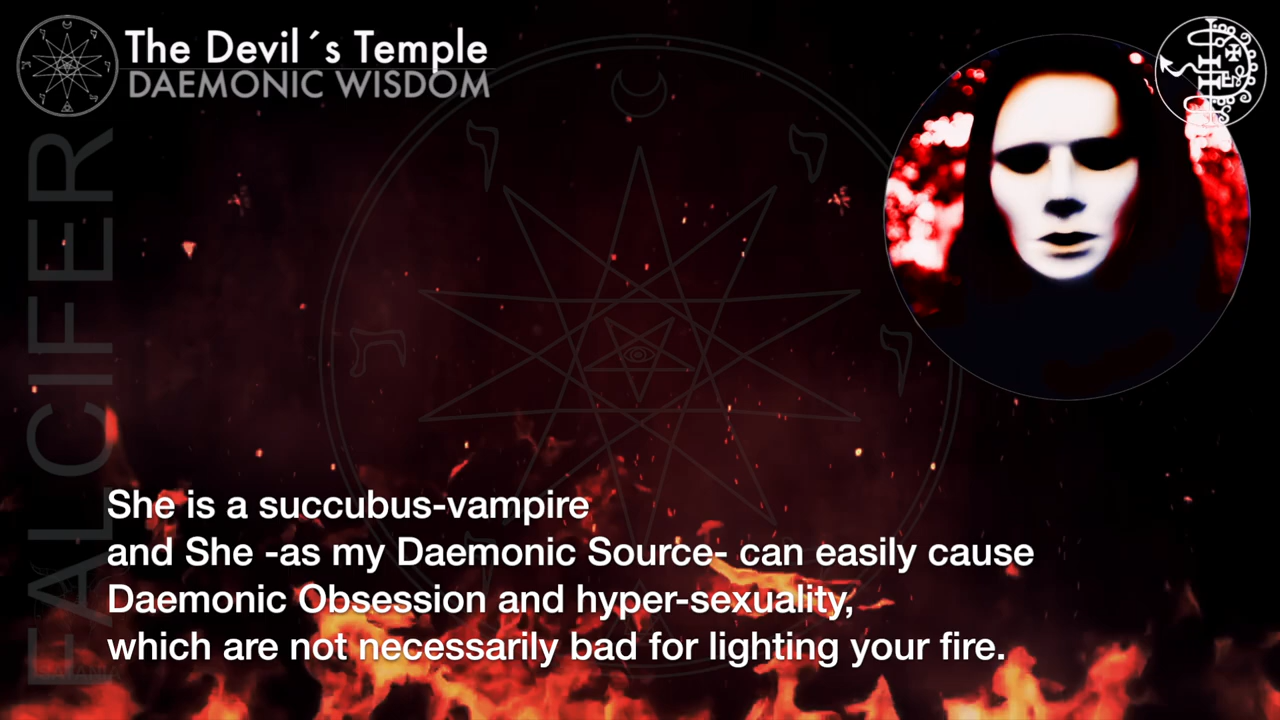 The Devil´s Temple
DAEMONIC WISDOM
FALCIFER
She is a succubus-vampire
and She -as my Daemonic Source- can easily cause
Daemonic Obsession and hyper-sexuality,
which are not necessarily bad for lighting your fire.